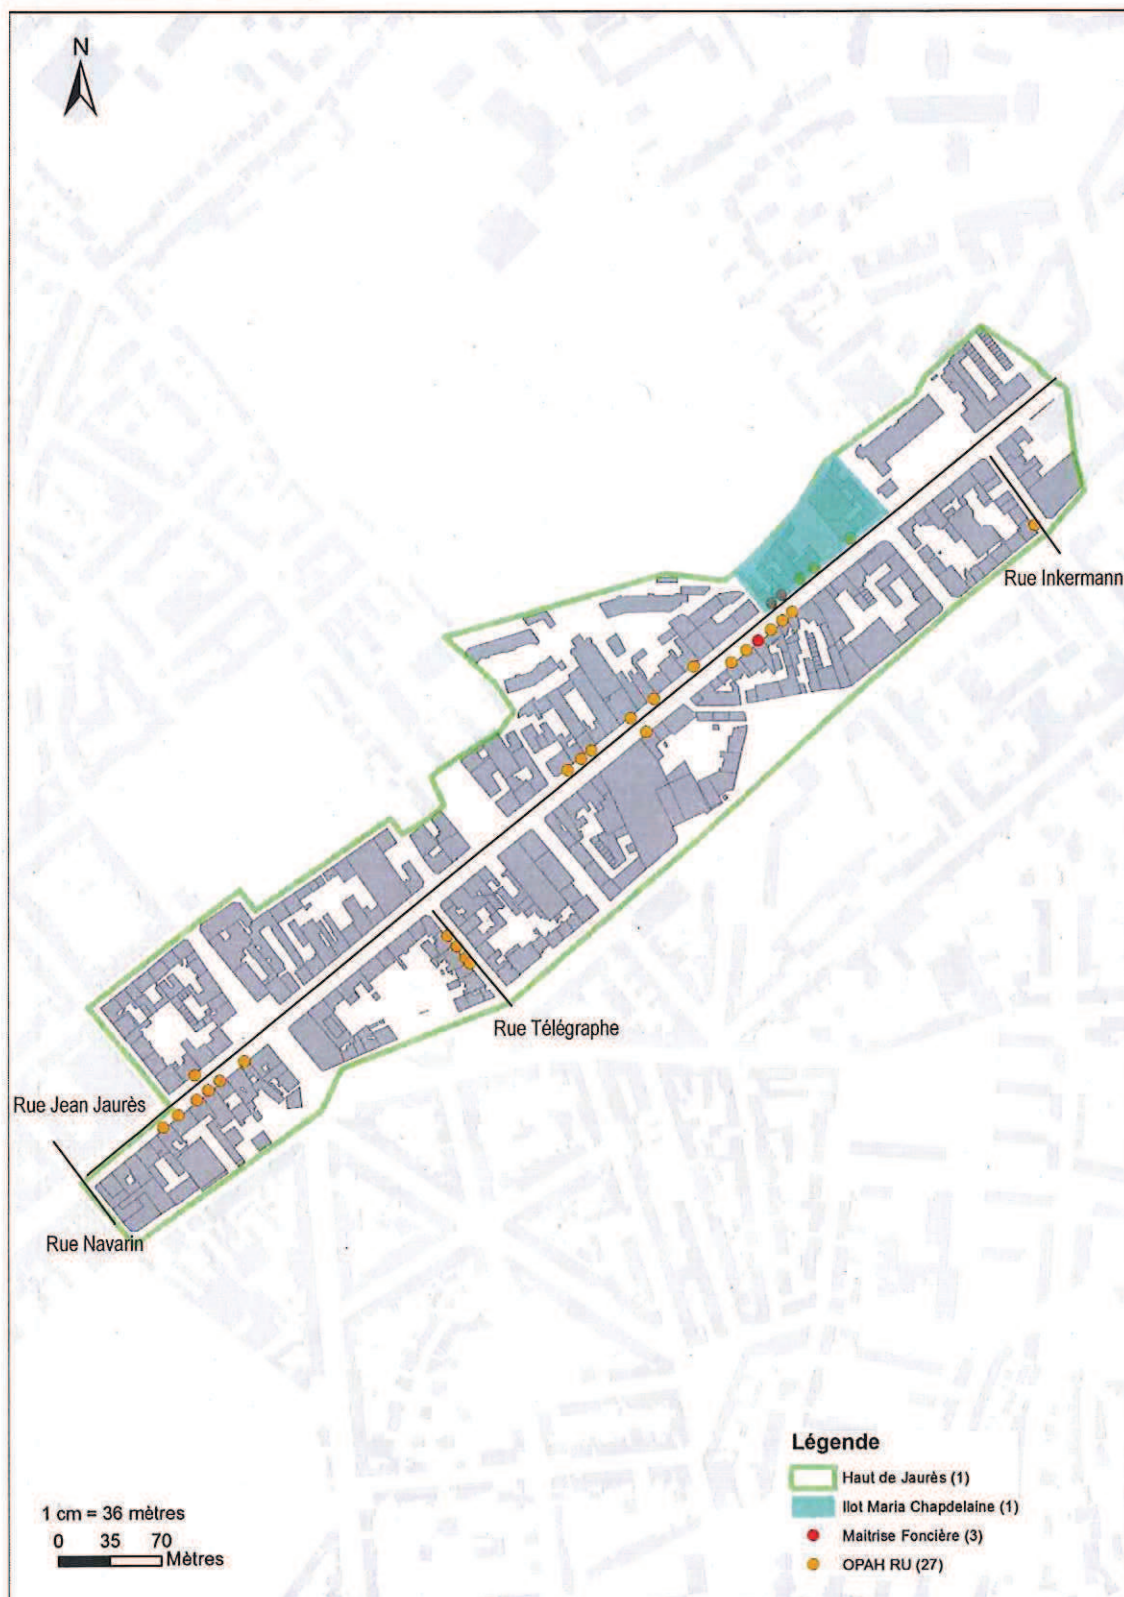 N
Rue Inkermann
Rue Télégraphe
Rue Jean Jaurès
Rue Navarin
Légende
Haut de Jaurès (1)
Ilot Maria Chapdelaine (1)
Maitrise Foncière (3)
OPAH RU (27)
1 cm = 36 mètres
0 35 70
Mètres